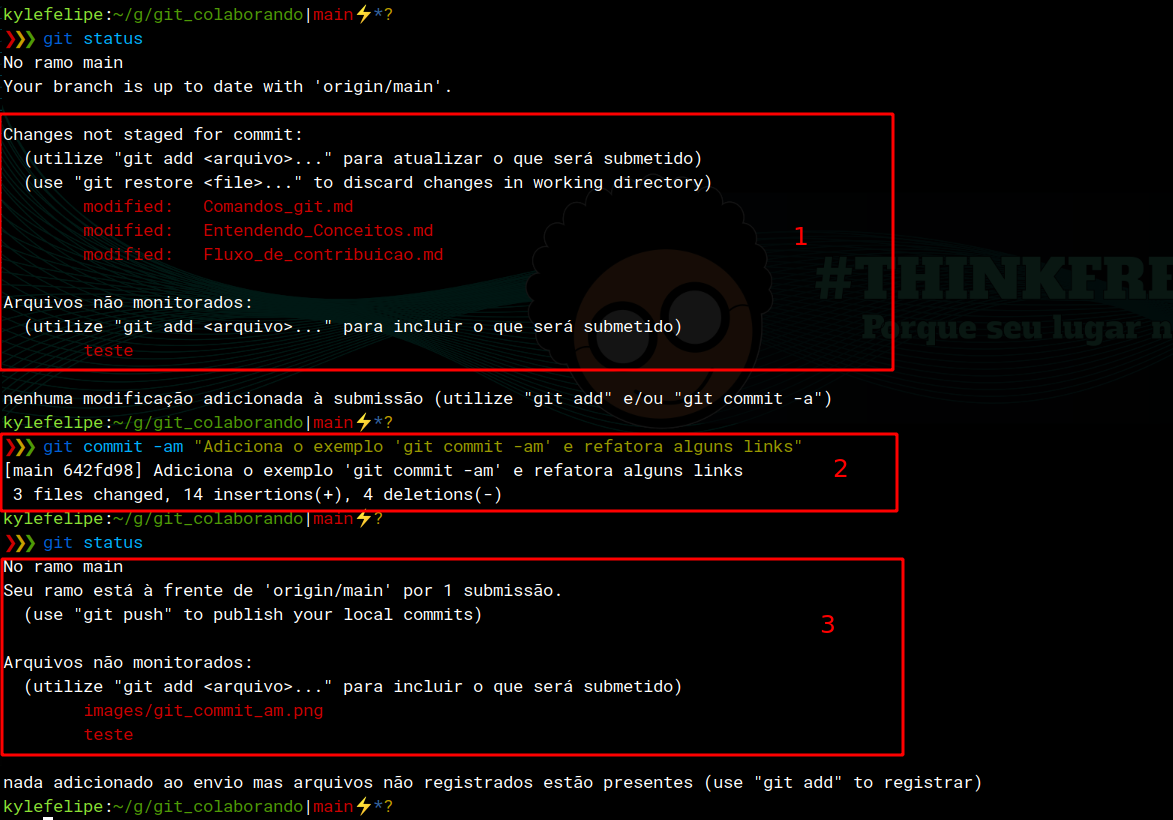 kylefelipe:~/g/git_colaborando|main⚡*?
❯❯❯ git status
No ramo main
Your branch is up to date with 'origin/main'.
Changes not staged for commit:
  (utilize "git add <arquivo>..." para atualizar o que será submetido)
  (use "git restore <file>..." to discard changes in working directory)
        modified:   Comandos_git.md
        modified:   Entendendo_Conceitos.md
        modified:   Fluxo_de_contribuicao.md
1
#THINKFRE
Arquivos não monitorados:
  (utilize "git add <arquivo>..." para incluir o que será submetido)
Porque seu lugar n
        teste
nenhuma modificação adicionada à submissão (utilize "git add" e/ou "git commit -a")
kylefelipe:~/g/git_colaborando|main⚡*?
❯❯❯ git commit -am "Adiciona o exemplo 'git commit -am' e refatora alguns links"
[main 642fd98] Adiciona o exemplo 'git commit -am' e refatora alguns links
2
 3 files changed, 14 insertions(+), 4 deletions(-)
kylefelipe:~/g/git_colaborando|main⚡?
❯❯❯ git status
No ramo main
Seu ramo está à frente de 'origin/main' por 1 submissão.
  (use "git push" to publish your local commits)
3
Arquivos não monitorados:
  (utilize "git add <arquivo>..." para incluir o que será submetido)
        images/git_commit_am.png
        teste
nada adicionado ao envio mas arquivos não registrados estão presentes (use "git add" to registrar)
kylefelipe:~/g/git_colaborando|main⚡*?